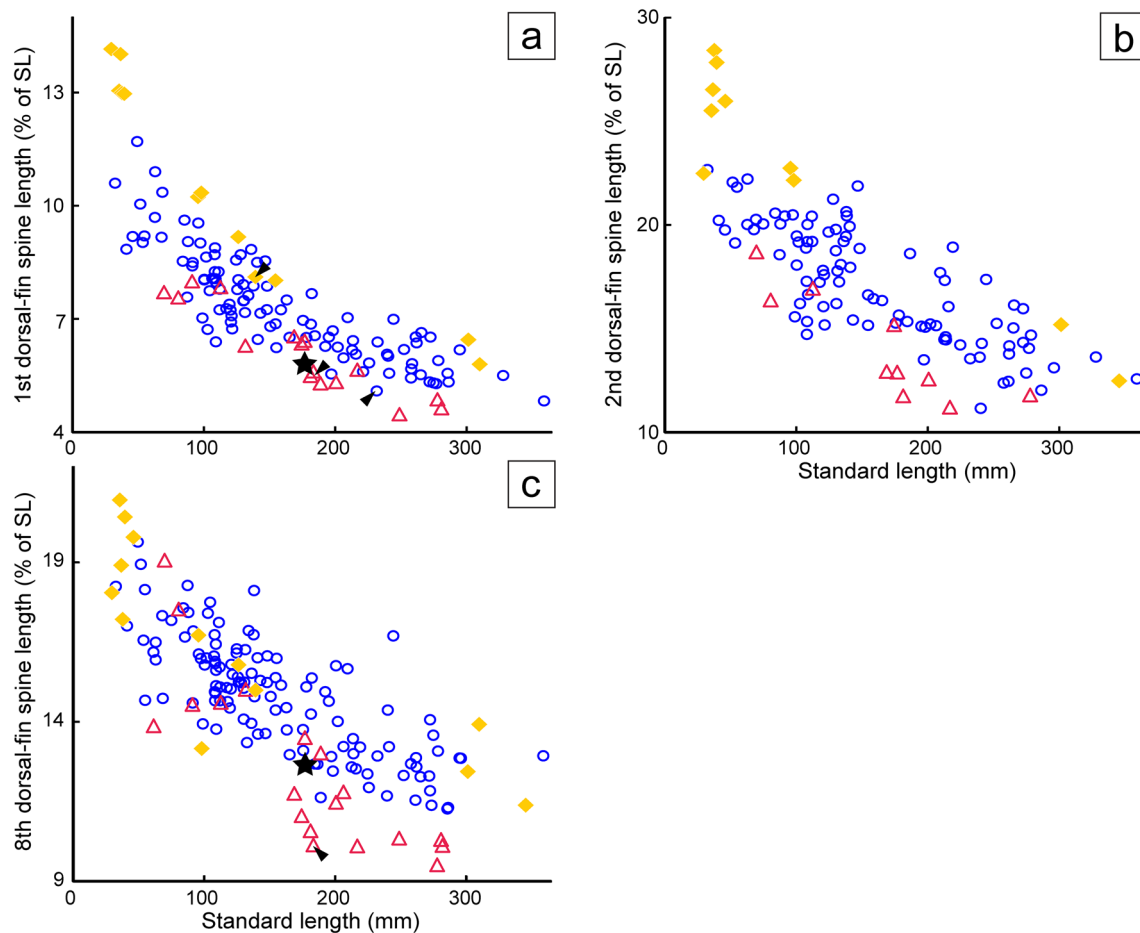 a
1st dorsal-fin spine length (% of SL)
13
10
7
4
0
100
200
300
b
2nd dorsal-fin spine length (% of SL)
30
20
10
0
100
200
300
Standard length (mm)
c
8th dorsal-fin spine length (% of SL)
19
14
9
0
100
200
300
Standard length (mm)